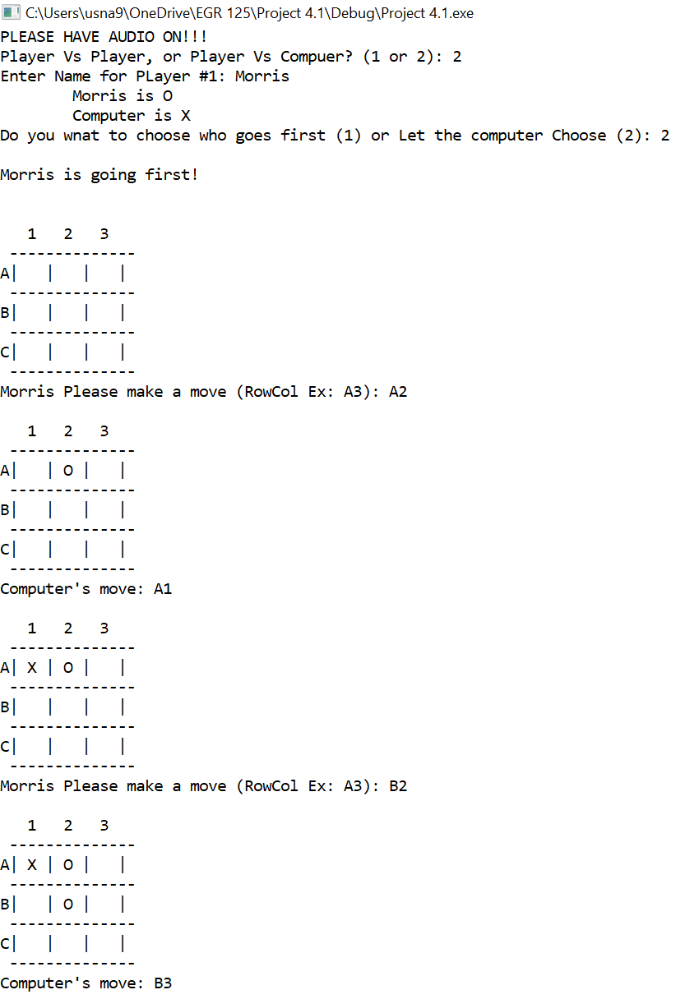 C:\Users\usna9\OneDrive\EGR 125\Project 4.1\Debug\Project 4.1.exe
PLEASE HAVE AUDIO ON!!!
Player Vs Player, or Player Vs Compuer? (1 or 2): 2
Enter Name for PLayer #1: Morris
        Morris is O
        Computer is X
Do you wnat to choose who goes first (1) or Let the computer Choose (2): 2
Morris is going first!
   1   2   3
 --------------
A|   |   |   |
 --------------
B|   |   |   |
 --------------
C|   |   |   |
 --------------
Morris Please make a move (RowCol Ex: A3): A2
   1   2   3
 --------------
A|   | O |   |
 --------------
B|   |   |   |
 --------------
C|   |   |   |
 --------------
Computer's move: A1
   1   2   3
 --------------
A| X | O |   |
 --------------
B|   |   |   |
 --------------
C|   |   |   |
 --------------
Morris Please make a move (RowCol Ex: A3): B2
   1   2   3
 --------------
A| X | O |   |
 --------------
B|   | O |   |
 --------------
C|   |   |   |
 --------------
Computer's move: B3